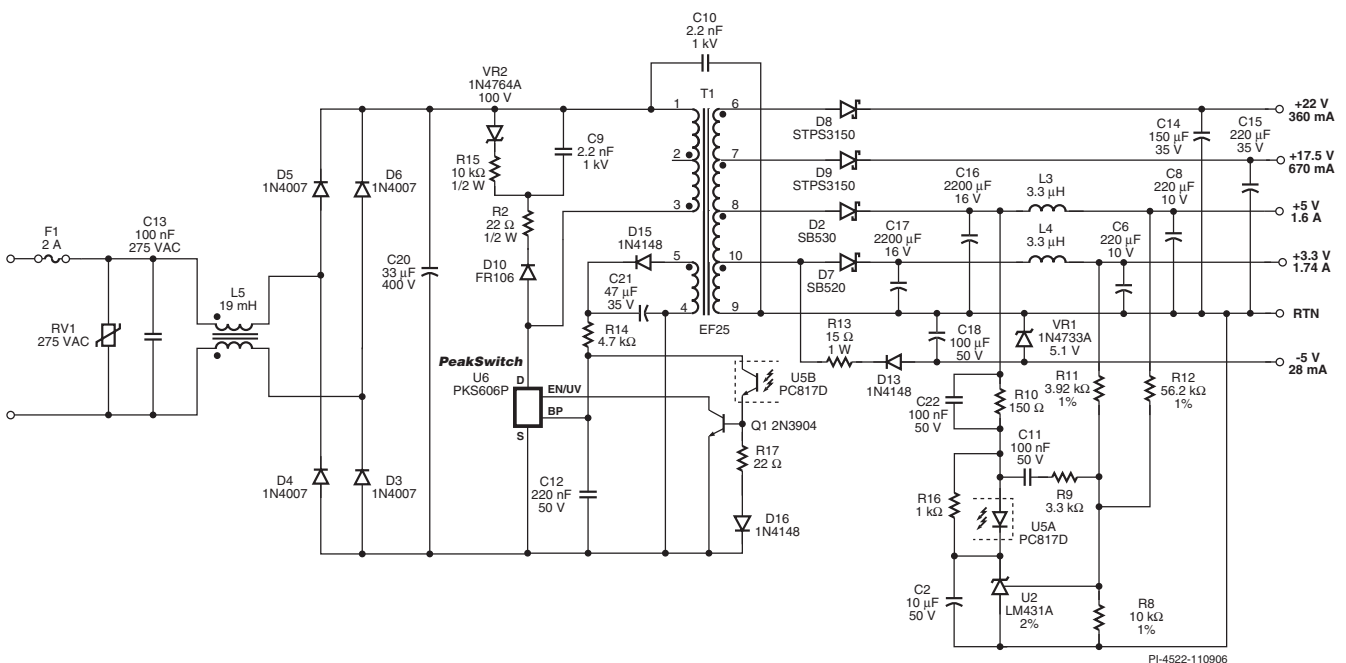 C10
2.2 nF
1 kV
VR2
1N4764A
100 V
T1
1
6
D8
STPS3150
C14
150 µF
35 V
C15
220 µF
35 V
+22 V
360 mA
C9
2.2 nF
1 kV
R15
10 kΩ
1/2 W
2
7
D9
STPS3150
+17.5 V
670 mA
D5
1N4007
D6
1N4007
C16
2200 µF
16 V
L3
3.3 µH
C8
220 µF
10 V
3
8
D2
SB530
+5 V
1.6 A
R2
22 Ω
1/2 W
F1
2 A
C13
100 nF
275 VAC
D15
1N4148
C17
2200 µF
16 V
L4
3.3 µH
C6
220 µF
10 V
C20
33 µF
400 V
D10
FR106
5
10
D7
SB520
+3.3 V
1.74 A
C21
47 µF
35 V
L5
19 mH
4
9
RTN
EF25
RV1
275 VAC
R14
4.7 kΩ
R13
15 Ω
1 W
C18
100 µF
50 V
VR1
1N4733A
5.1 V
PeakSwitch
U6
PKS606P
D
EN/UV
BP
S
U5B
PC817D
D13
1N4148
-5 V
28 mA
R11
3.92 kΩ
1%
R12
56.2 kΩ
1%
C22
100 nF
50 V
R10
150 Ω
Q1 2N3904
C11
100 nF
50 V
R17
22 Ω
D4
1N4007
D3
1N4007
C12
220 nF
50 V
R16
1 kΩ
R9
3.3 kΩ
D16
1N4148
U5A
PC817D
C2
10 µF
50 V
U2
LM431A
2%
R8
10 kΩ
1%
PI-4522-110906